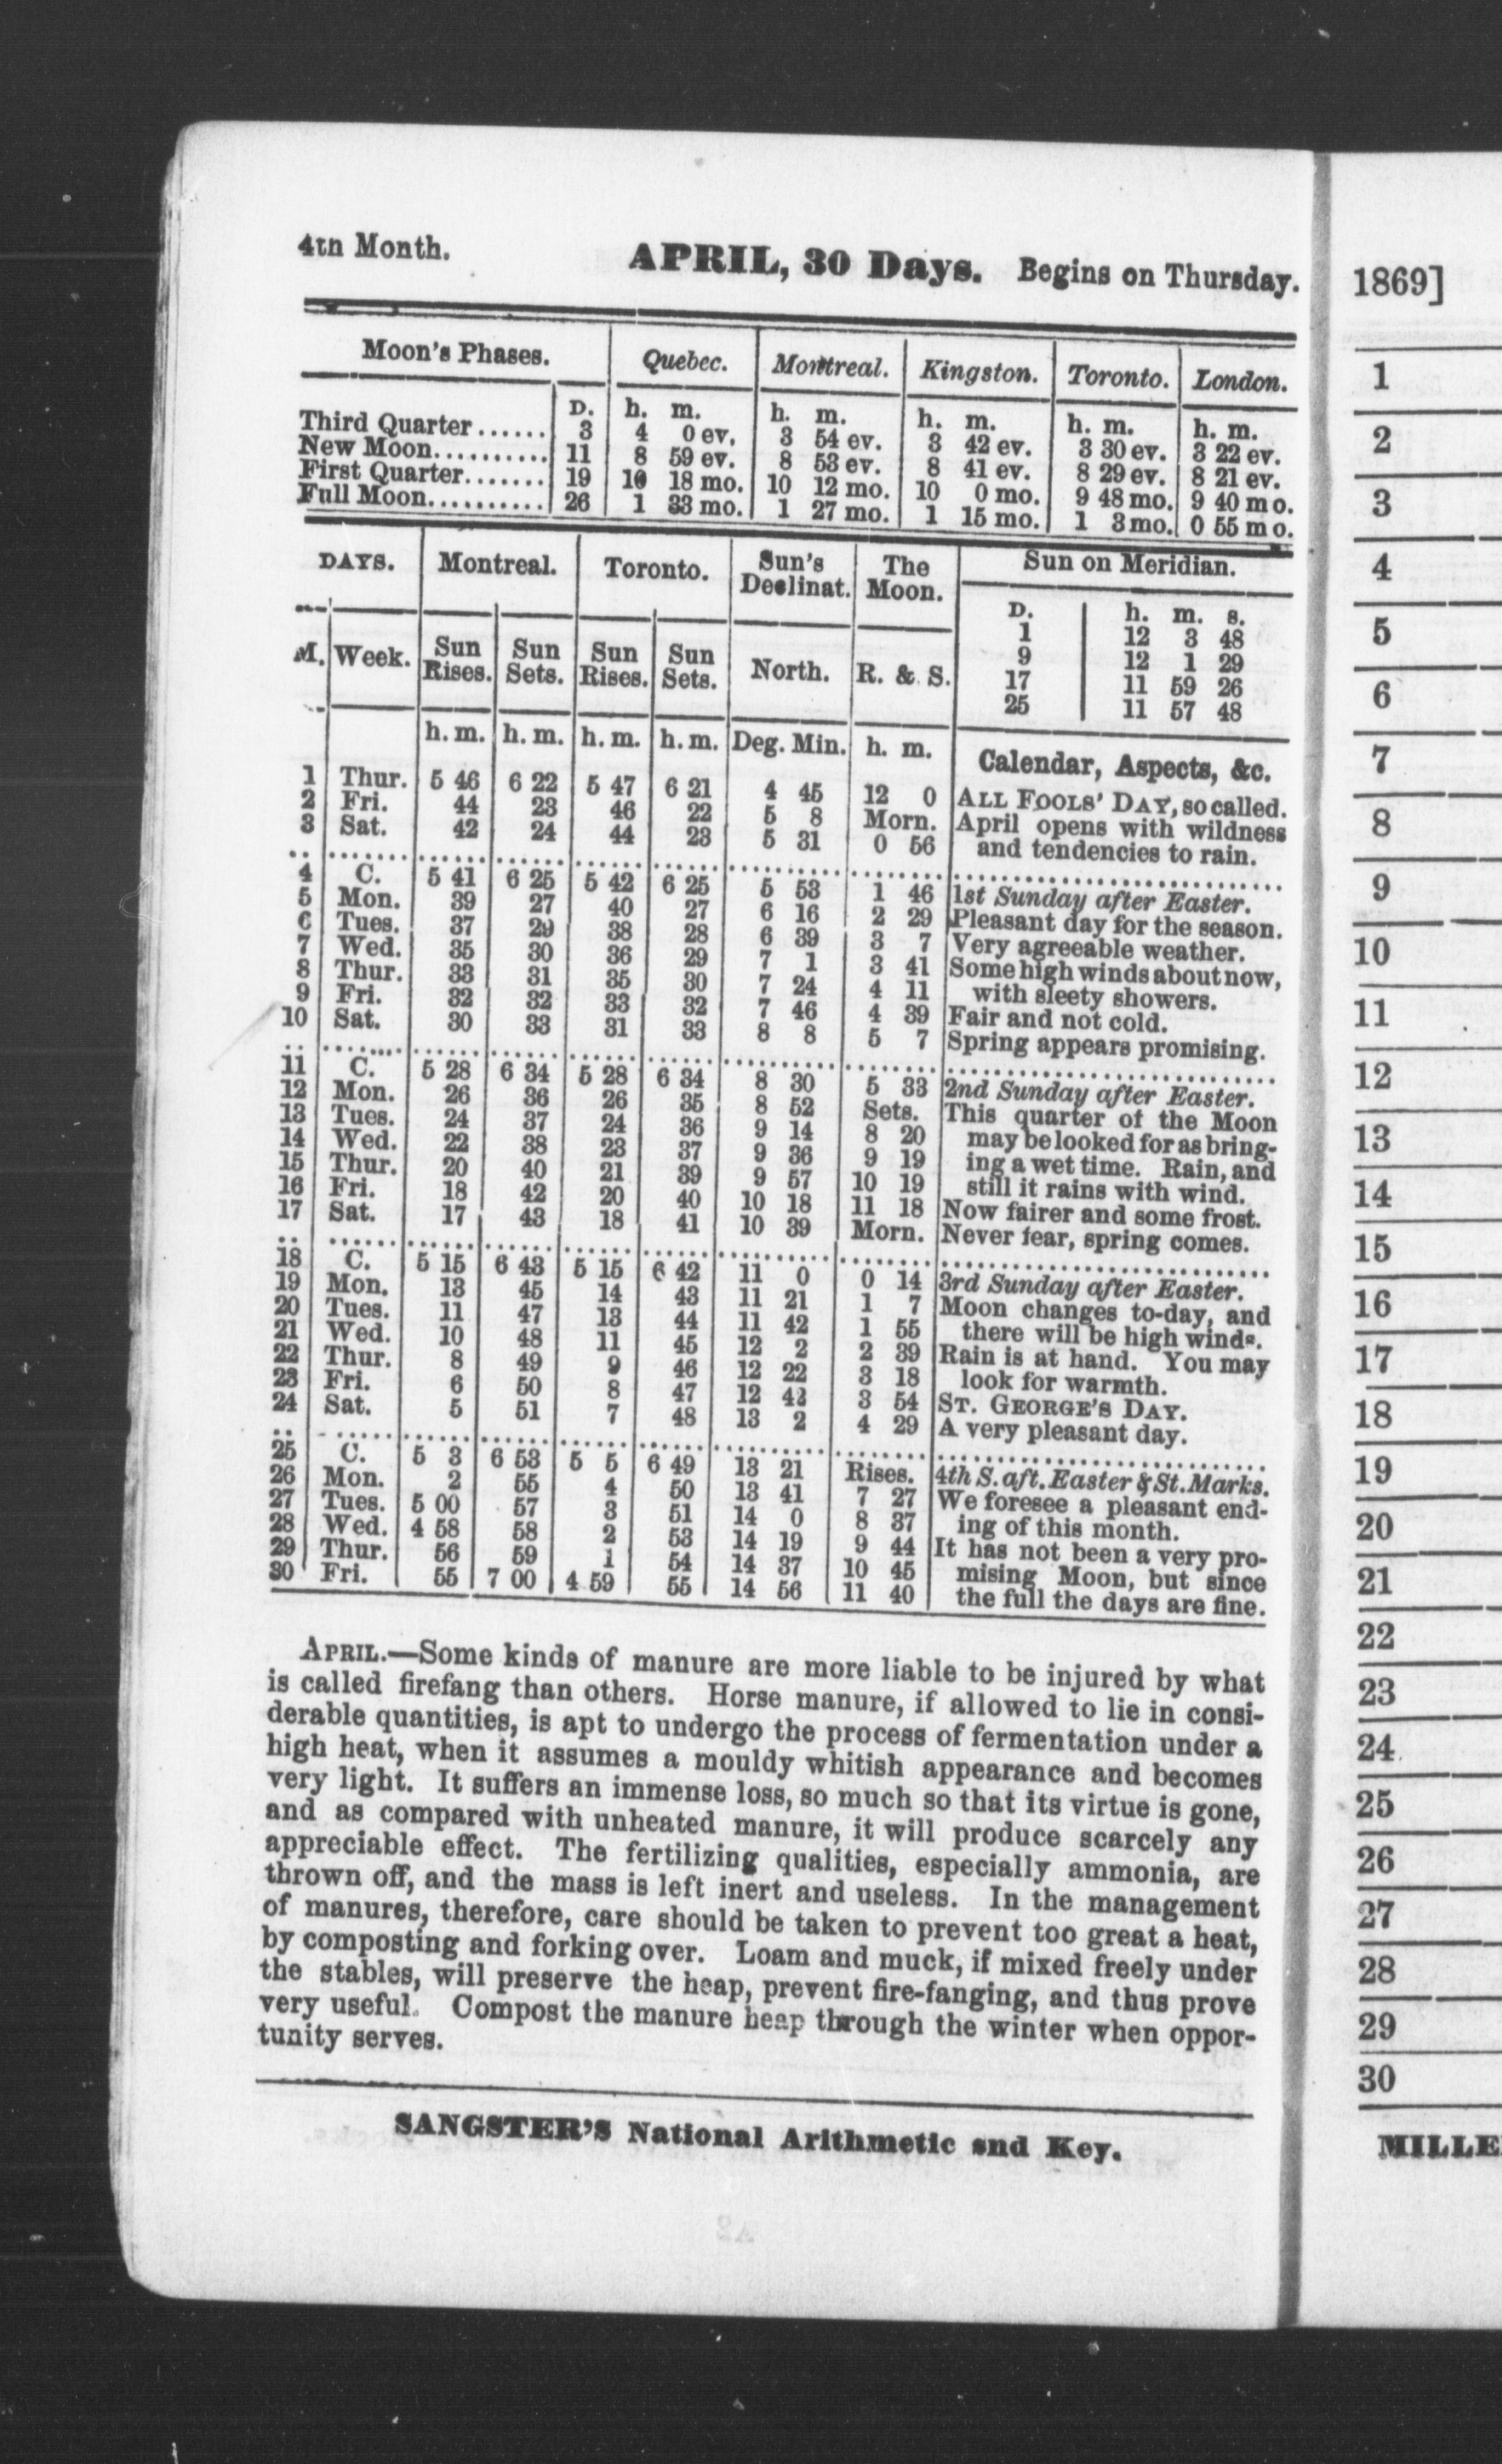 4th Month. APRIL, 30 Days. Begins on Thursday.
Moon's Phases. Quebec. Montreal. Kingston. Toronto. London.
D. h. m. h. m. h. m. h. m. h. m.
Third Quarter...... 3 4 0 ev. 3 54 ev. 3 42 ev. 3 30 ev. 3 22 ev.
New Moon.......... 11 8 59 ev. 8 53 ev. 8 41 ev. 8 29 ev. 8 21 ev.
First Quarter....... 19 10 18 mo. 10 12 mo. 10 0 mo. 9 48 mo. 9 40 mo.
Full Moon.......... 26 1 33 mo. 1 27 mo. 1 15 mo. 1 3 mo. 0 55 mo.
DAYS. Montreal. Toronto. Sun's Declinat. The Moon. Sun on Meridian.
D. h. m. s.
1 12 3 48
9 12 1 29
17 11 59 26
25 11 57 48
M. Week. Sun Rises. Sun Sets. Sun Rises. Sun Sets. North. R. & S.
h. m. h. m. h. m. h. m. Deg. Min. h. m. Calendar, Aspects, &c.
1 Thur. 5 46 6 22 5 47 6 21 4 45 12 0 ALL FOOLS' DAY, so called.
2 Fri. 44 23 46 22 5 8 Morn. April opens with wildness
3 Sat. 42 24 44 23 5 31 0 56 and tendencies to rain.
4 C. 5 41 6 25 5 42 6 25 5 53 1 46 1st Sunday after Easter.
5 Mon. 39 27 40 27 6 16 2 29 Pleasant day for the season.
6 Tues. 37 29 38 28 6 39 3 7 Very agreeable weather.
7 Wed. 35 30 36 29 7 1 3 41 Some high winds about now,
8 Thur. 33 31 35 30 7 24 4 11 with sleety showers.
9 Fri. 32 32 33 32 7 46 4 39 Fair and not cold.
10 Sat. 30 33 31 33 8 8 5 7 Spring appears promising.
11 C. 5 28 6 34 5 28 6 34 8 30 5 33 2nd Sunday after Easter.
12 Mon. 26 36 26 35 8 52 Sets. This quarter of the Moon
13 Tues. 24 37 24 36 9 14 8 20 may be looked for as bring-
14 Wed. 22 38 23 37 9 36 9 19 ing a wet time. Rain, and
15 Thur. 20 40 21 39 9 57 10 19 still it rains with wind.
16 Fri. 18 42 20 40 10 18 11 18 Now fairer and some frost.
17 Sat. 17 43 18 41 10 39 Morn. Never fear, spring comes.
18 C. 5 15 6 43 5 15 6 42 11 0 0 14 3rd Sunday after Easter.
19 Mon. 13 45 14 43 11 21 1 7 Moon changes to-day, and
20 Tues. 11 47 13 44 11 42 1 55 there will be high winds.
21 Wed. 10 48 11 45 12 2 2 39 Rain is at hand. You may
22 Thur. 8 49 9 46 12 22 3 18 look for warmth.
23 Fri. 6 50 8 47 12 42 3 54 ST. GEORGE'S DAY.
24 Sat. 5 51 7 48 13 2 4 29 A very pleasant day.
25 C. 5 3 6 53 5 5 6 49 13 21 Rises. 4th S. aft. Easter & St. Marks.
26 Mon. 2 55 4 50 13 41 7 27 We foresee a pleasant end-
27 Tues. 5 00 57 3 51 14 0 8 37 ing of this month.
28 Wed. 4 58 58 2 53 14 19 9 44 It has not been a very pro-
29 Thur. 56 59 1 54 14 37 10 45 mising Moon, but since
30 Fri. 55 7 00 4 59 55 14 56 11 40 the full the days are fine.
APRIL.—Some kinds of manure are more liable to be injured by what
is called firefang than others. Horse manure, if allowed to lie in consi-
derable quantities, is apt to undergo the process of fermentation under a
high heat, when it assumes a mouldy whitish appearance and becomes
very light. It suffers an immense loss, so much so that its virtue is gone,
and as compared with unheated manure, it will produce scarcely any
appreciable effect. The fertilizing qualities, especially ammonia, are
thrown off, and the mass is left inert and useless. In the management
of manures, therefore, care should be taken to prevent too great a heat,
by composting and forking over. Loam and muck, if mixed freely under
the stables, will preserve the heap, prevent fire-fanging, and thus prove
very useful. Compost the manure heap through the winter when oppor-
tunity serves.
SANGSTER'S National Arithmetic and Key.
1869]
1
2
3
4
5
6
7
8
9
10
11
12
13
14
15
16
17
18
19
20
21
22
23
24
25
26
27
28
29
30
MILLE